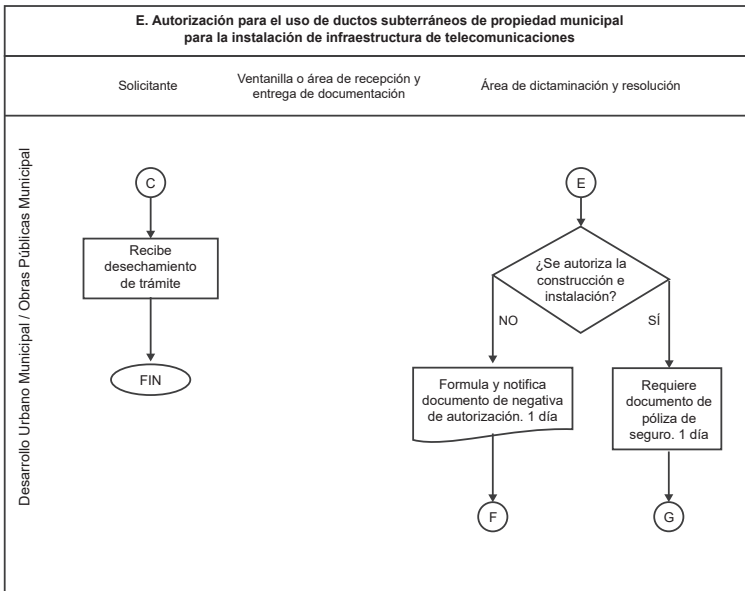 E. Autorización para el uso de ductos subterráneos de propiedad municipal
para la instalación de infraestructura de telecomunicaciones
Solicitante
Ventanilla o área de recepción y
entrega de documentación
Área de dictaminación y resolución
Desarrollo Urbano Municipal / Obras Públicas Municipal
C
Recibe
desechamiento
de trámite
FIN
E
¿Se autoriza la
construcción e
instalación?
NO
SÍ
Formula y notifica
documento de negativa
de autorización. 1 día
Requiere
documento de
póliza de
seguro. 1 día
F
G